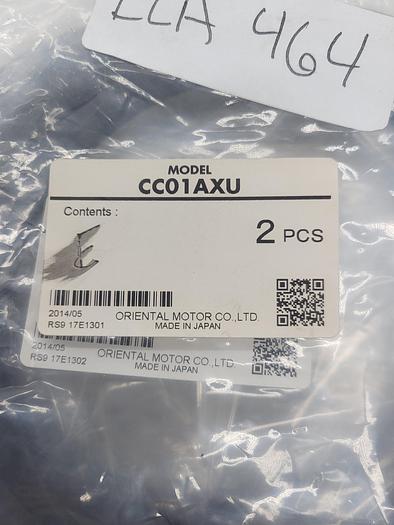 464
MODEL
CC01AXU
Contents :
2 PCS
2014/05
RS9 17E1301
ORIENTAL MOTOR CO.,LTD.
MADE IN JAPAN
2014/05
RS9 17E1302
ORIENTAL MOTOR CO.,LTD.
MADE IN JAPAN